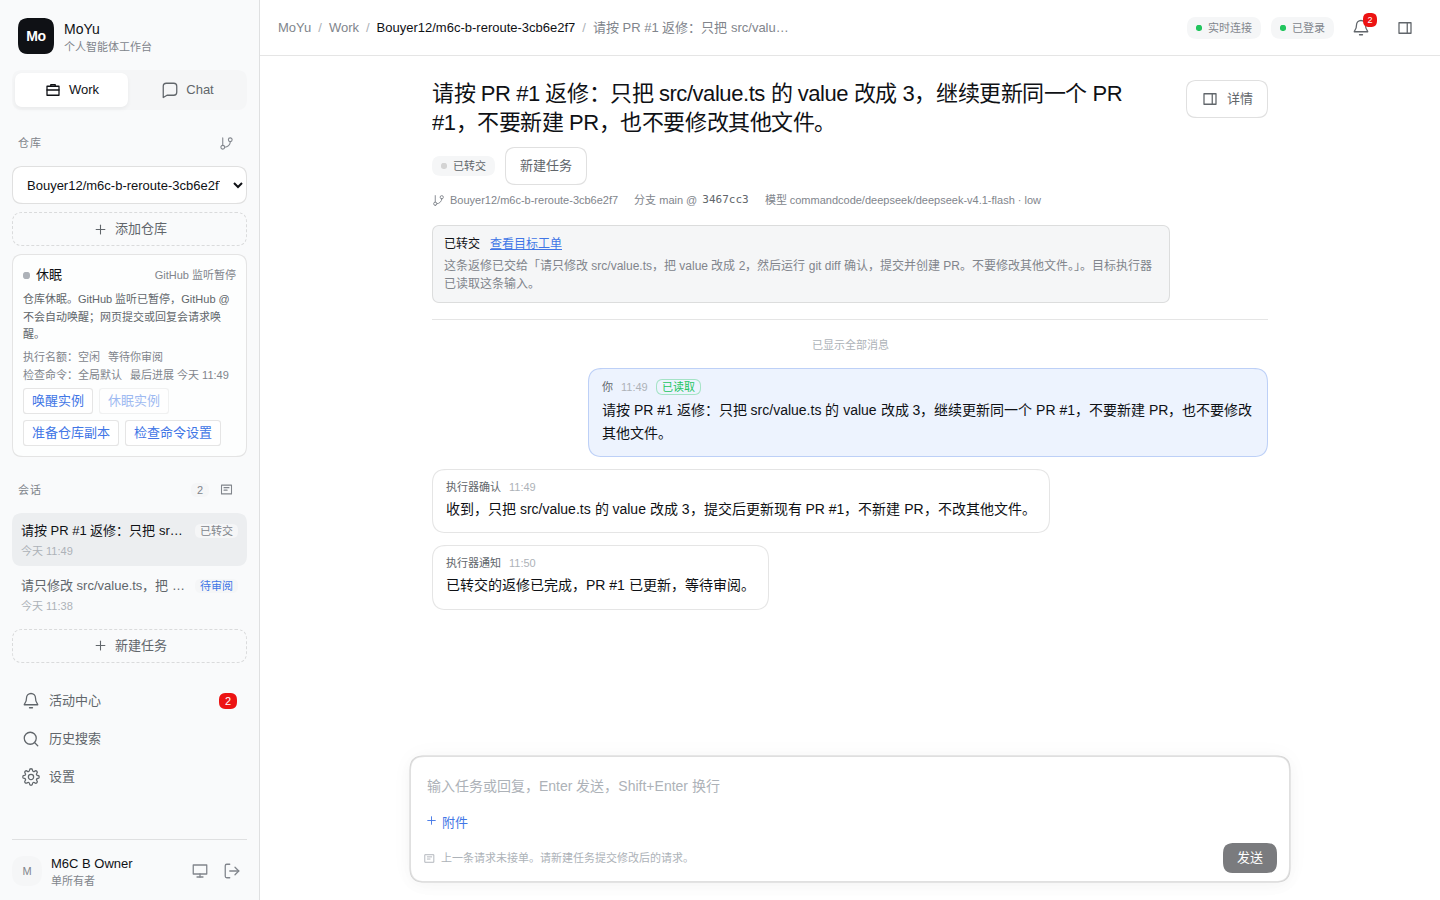 Mo
MoYu
个人智能体工作台
Work
Chat
仓库
Bouyer12/m6c-b-reroute-3cb6e2f
添加仓库
休眠
GitHub 监听暂停
仓库休眠。GitHub 监听已暂停，GitHub @
不会自动唤醒；网页提交或回复会请求唤
醒。
执行名额：空闲 等待你审阅
检查命令：全局默认 最后进展 今天 11:49
唤醒实例
休眠实例
准备仓库副本
检查命令设置
会话
2
请按 PR #1 返修：只把 sr…
已转交
今天 11:49
请只修改 src/value.ts，把 …
待审阅
今天 11:38
新建任务
活动中心
2
历史搜索
设置
M
M6C B Owner
单所有者
MoYu / Work / Bouyer12/m6c-b-reroute-3cb6e2f7 / 请按 PR #1 返修：只把 src/valu…
实时连接
已登录
2
请按 PR #1 返修：只把 src/value.ts 的 value 改成 3，继续更新同一个 PR
#1，不要新建 PR，也不要修改其他文件。
详情
已转交
新建任务
Bouyer12/m6c-b-reroute-3cb6e2f7 分支 main @ 3467cc3 模型 commandcode/deepseek/deepseek-v4.1-flash · low
已转交 查看目标工单
这条返修已交给「请只修改 src/value.ts，把 value 改成 2，然后运行 git diff 确认，提交并创建 PR。不要修改其他文件。」。目标执行器
已读取这条输入。
已显示全部消息
你 11:49 已读取
请按 PR #1 返修：只把 src/value.ts 的 value 改成 3，继续更新同一个 PR #1，不要新建 PR，也不要修改
其他文件。
执行器确认 11:49
收到，只把 src/value.ts 的 value 改成 3，提交后更新现有 PR #1，不新建 PR，不改其他文件。
执行器通知 11:50
已转交的返修已完成，PR #1 已更新，等待审阅。
输入任务或回复，Enter 发送，Shift+Enter 换行
附件
上一条请求未接单。请新建任务提交修改后的请求。
发送